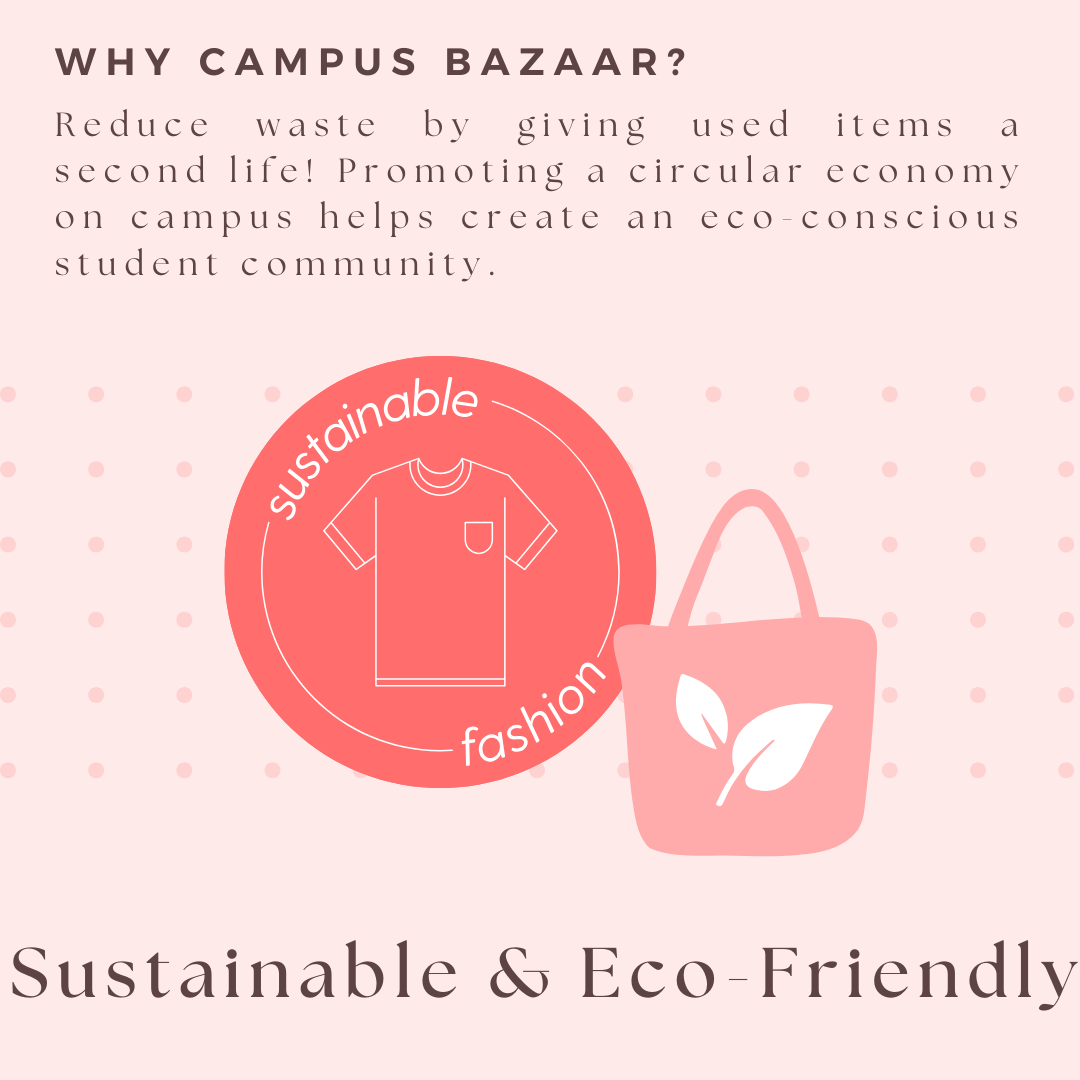 WHY CAMPUS BAZAAR?
Reduce waste by giving used items a
second life! Promoting a circular economy
on campus helps create an eco-conscious
student community.
sustainable
fashion
Sustainable & Eco-Friendly